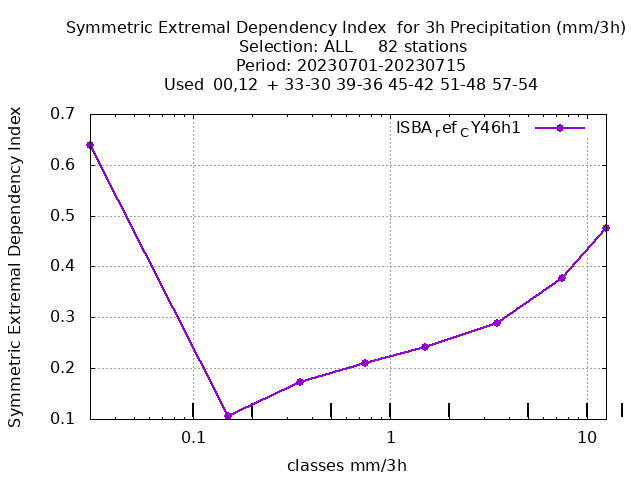 Symmetric Extremal Dependency Index  for 3h Precipitation (mm/3h)
Selection: ALL     82 stations
Period: 20230701-20230715
Used  00,12  + 33-30 39-36 45-42 51-48 57-54
ISBArefCY46h1
Symmetric Extremal Dependency Index
0.7
0.6
0.5
0.4
0.3
0.2
0.1
0.1 1 10
classes mm/3h